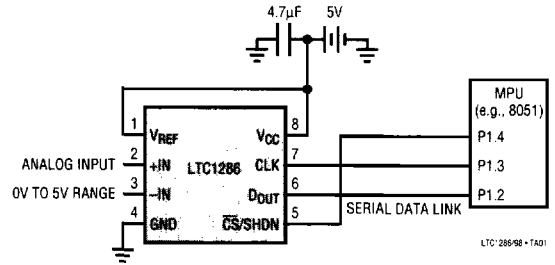 4.7µF 5V
MPU
(e.g., 8051)
1 8
VREF VCC P1.4
ANALOG INPUT 2 +IN LTC1286 CLK 7 P1.3
0V TO 5V RANGE 3 –IN DOUT 6 P1.2
SERIAL DATA LINK
4 GND CS/SHDN 5
LTC1286/98 • TA01